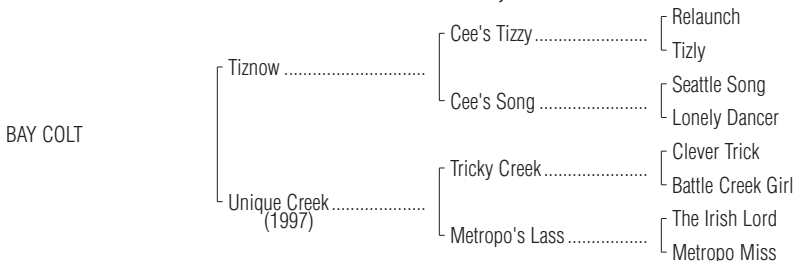 Relaunch
Cee's Tizzy........................
Tizly
Tiznow ..............................
Seattle Song
Cee's Song .......................
Lonely Dancer
BAY COLT
Clever Trick
Tricky Creek......................
Battle Creek Girl
Unique Creek....................
(1997)
The Irish Lord
Metropo's Lass.................
Metropo Miss